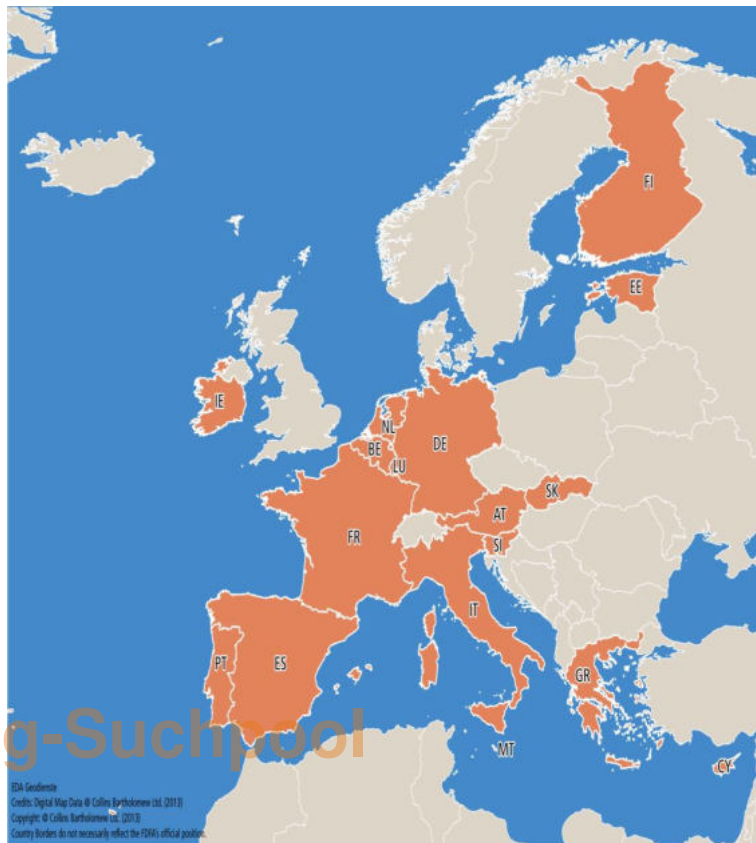 FI
EE
IE
NL
BE
DE
LU
SK
AT
FR
SI
IT
PT
ES
GR
g-Suchpool
MT
CY
EDA Geodienste
Credits: Digital Map Data @ Collins Bartholomew Ltd. (2013)
Copyright: @ Collins Bartholomew Ltd. (2013)
Country Borders do not necessarily reflect the FDFA's official position.